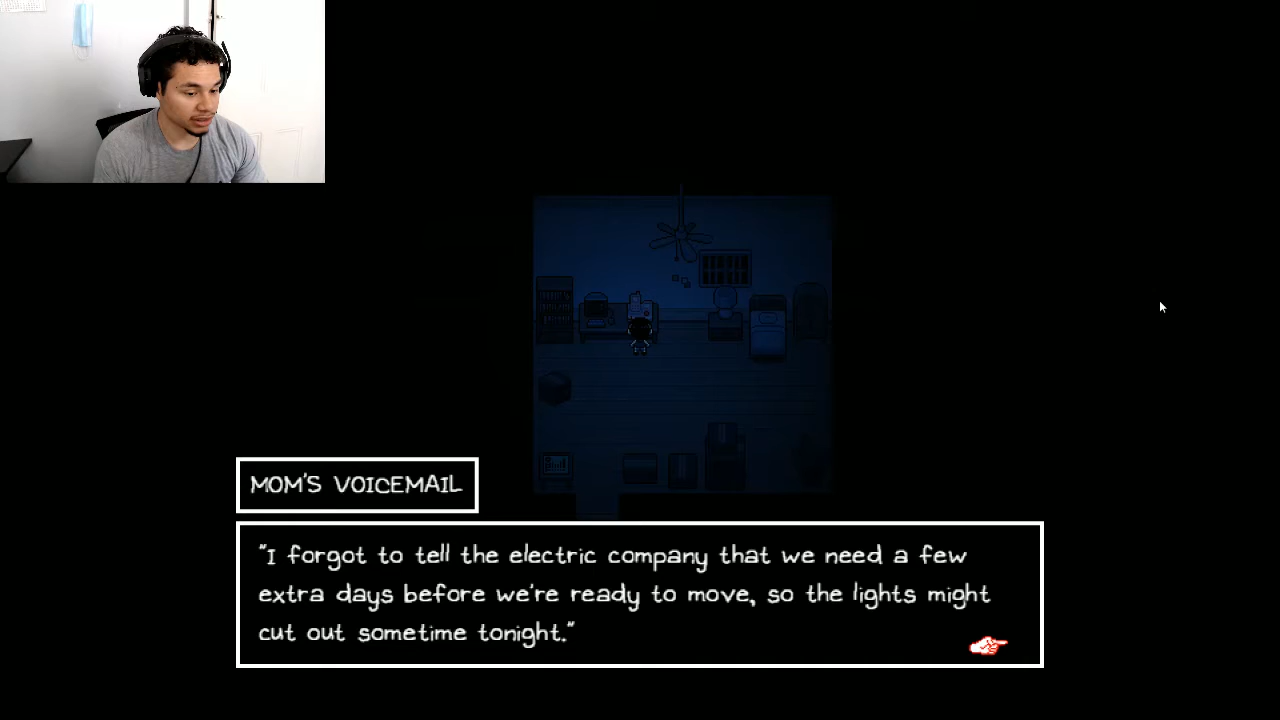 MOM'S VOICEMAIL
"I forgot to tell the electric company that we need a few
extra days before we're ready to move, so the lights might
cut out sometime tonight."